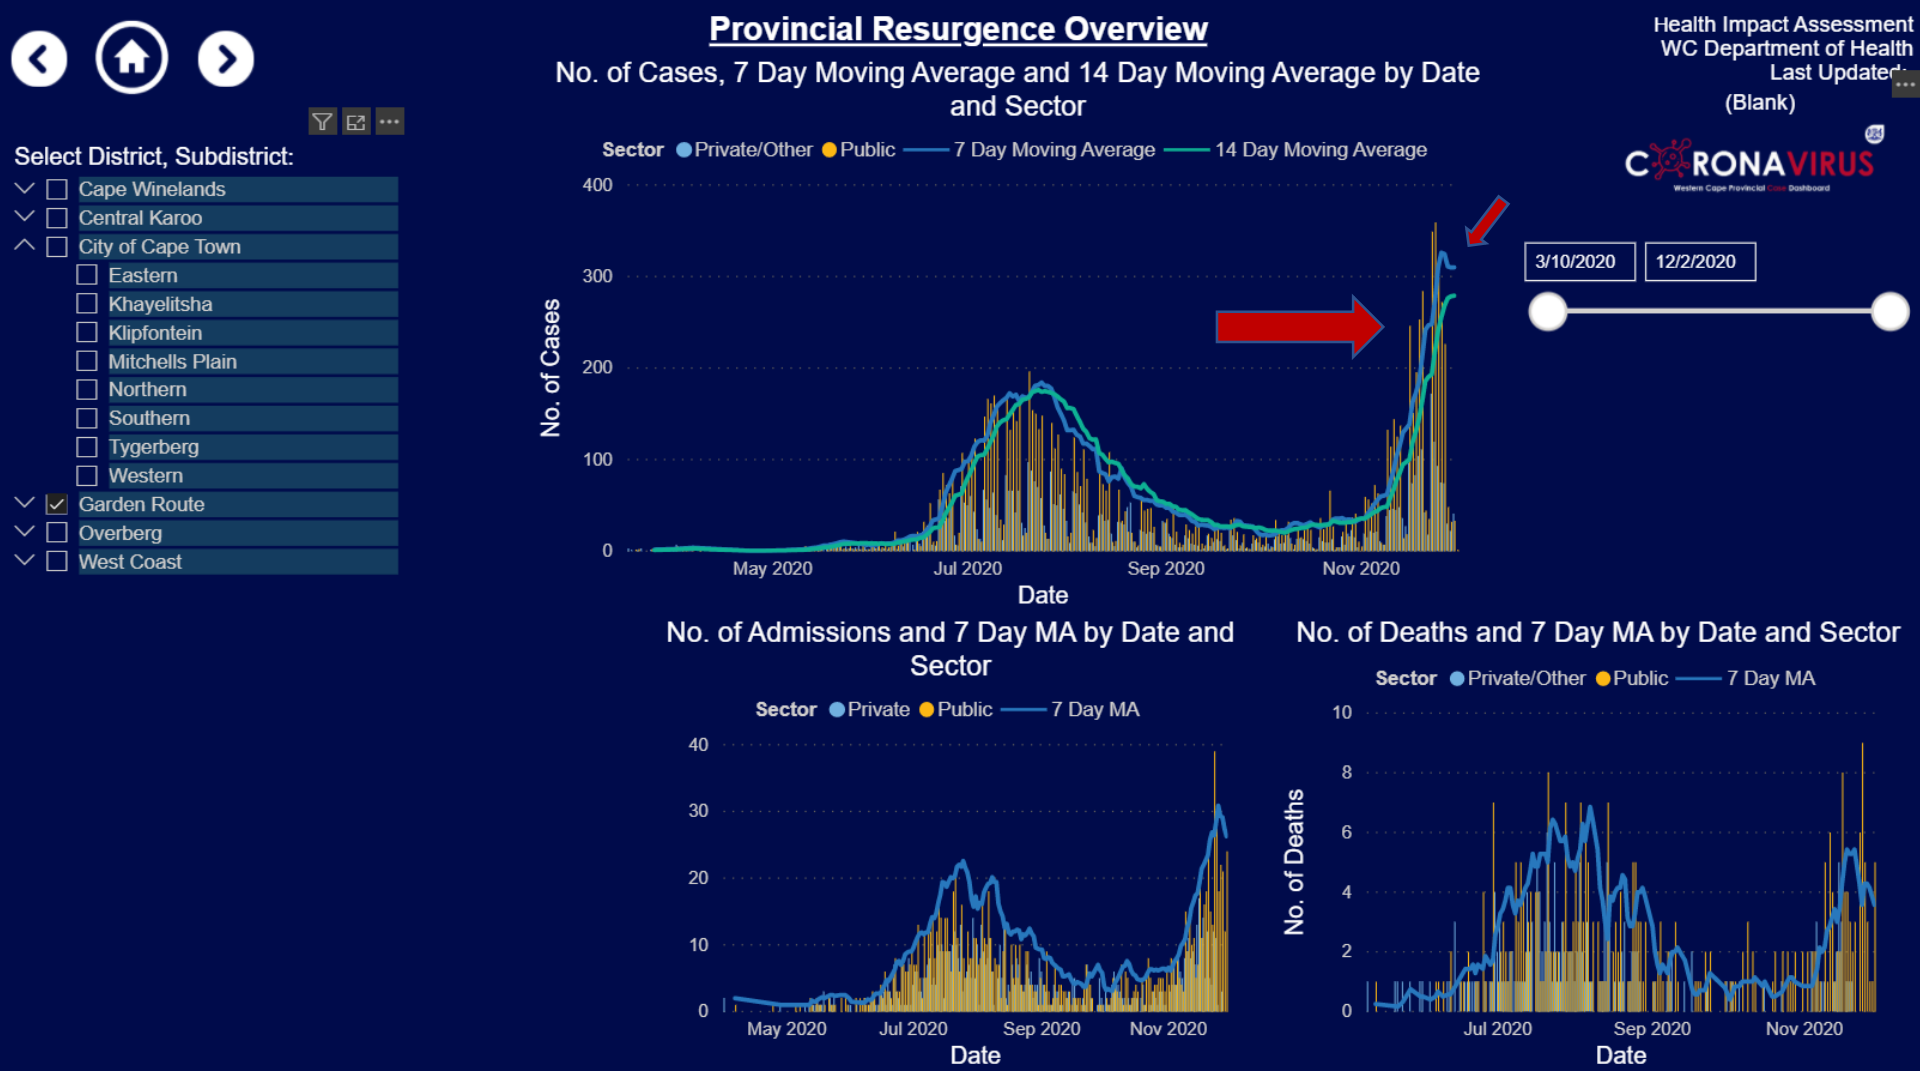 Provincial Resurgence Overview
Health Impact Assessment
WC Department of Health
Last Updated:
(Blank)
CORONAVIRUS
Western Cape Provincial Case Dashboard
3/10/2020 12/2/2020
Select District, Subdistrict:
Cape Winelands
Central Karoo
City of Cape Town
Eastern
Khayelitsha
Klipfontein
Mitchells Plain
Northern
Southern
Tygerberg
Western
Garden Route
Overberg
West Coast
No. of Cases, 7 Day Moving Average and 14 Day Moving Average by Date
and Sector
Sector Private/Other Public 7 Day Moving Average 14 Day Moving Average
No. of Cases
400
300
200
100
0
May 2020 Jul 2020 Sep 2020 Nov 2020
Date
No. of Admissions and 7 Day MA by Date and
Sector
Sector Private Public 7 Day MA
40
30
20
10
0
May 2020 Jul 2020 Sep 2020 Nov 2020
Date
No. of Deaths and 7 Day MA by Date and Sector
Sector Private/Other Public 7 Day MA
No. of Deaths
10
8
6
4
2
0
Jul 2020 Sep 2020 Nov 2020
Date